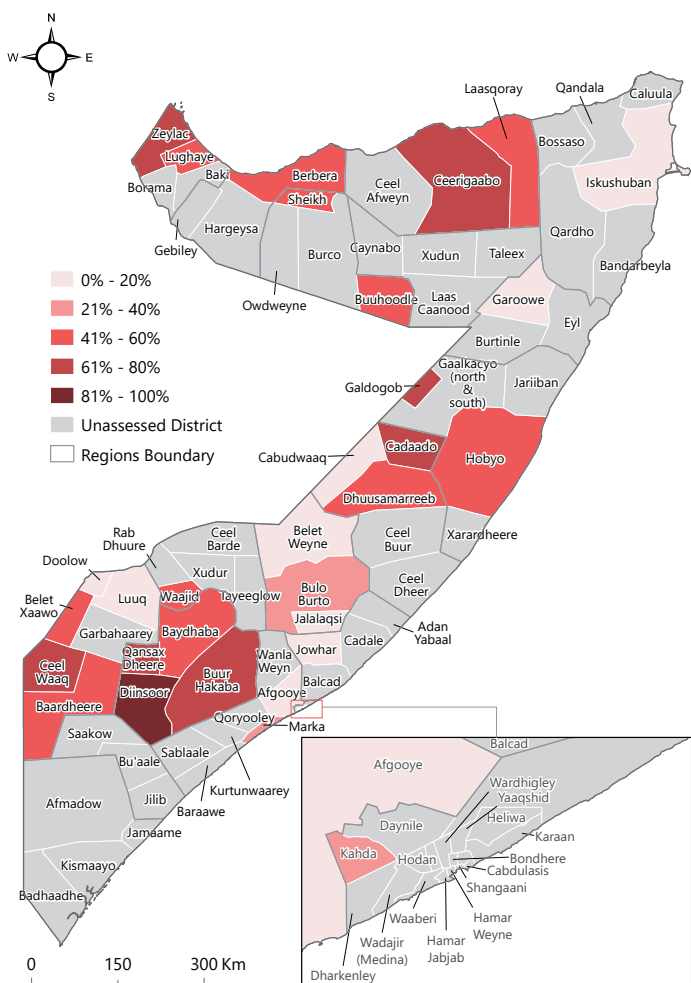 N
W
E
S
Laasqoray
Qandala
Caluula
Zeylac
Bossaso
Lughaye
Baki
Berbera
Ceerigaabo
Iskushuban
Borama
Sheikh
Ceel
Afweyn
Gebiley
Hargeysa
Burco
Caynabo
Xudun
Taleex
Qardho
Bandarbeyla
Owdweyne
Buuhoodle
Laas
Caanood
Garoowe
Eyl
Burtinle
0% - 20%
21% - 40%
41% - 60%
61% - 80%
81% - 100%
Unassessed District
Regions Boundary
Galdogob
Gaalkacyo
(north
&
south)
Jariiban
Cabudwaaq
Cadaado
Hobyo
Dhuusamarreeb
Rab
Dhuure
Ceel
Barde
Belet
Weyne
Ceel
Buur
Xarardheere
Doolow
Xudur
Belet
Xaawo
Luuq
Waajid
Tayeeglow
Bulo
Burto
Ceel
Dheer
Garbahaarey
Baydhaba
Jalalaqsi
Adan
Yabaal
Cadale
Ceel
Waaq
Qansax
Dheere
Wanla
Weyn
Jowhar
Diinsoor
Buur
Hakaba
Balcad
Baardheere
Afgooye
Qoryooley
Marka
Saakow
Sablaale
Bu'aale
Kurtunwaarey
Baraawe
Jilib
Afmadow
Jamaame
Kismaayo
Badhaadhe
0
150
300 Km
Balcad
Afgooye
Wardhigley
Yaaqshid
Heliwa
Daynile
Karaan
Kahda
Hodan
Bondhere
Cabdulasis
Shangaani
Waaberi
Hamar
Weyne
Wadajir
(Medina)
Hamar
Jabjab
Dharkenley